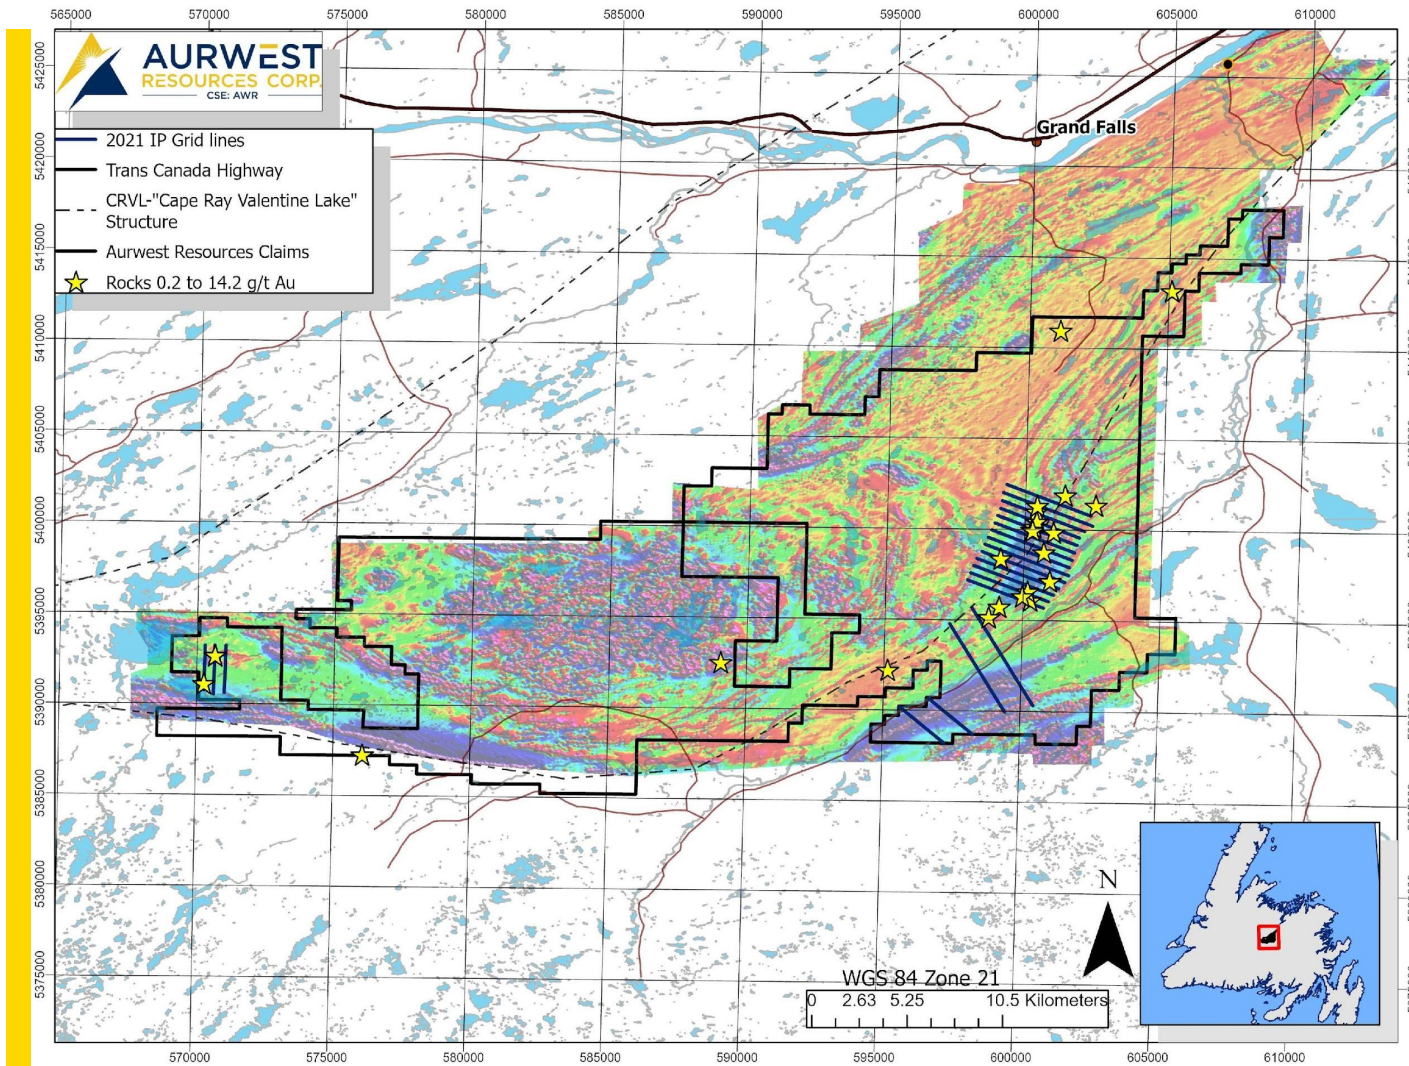 565000 570000 575000 580000 585000 590000 595000 600000 605000 610000
AURWEST
RESOURCES CORP.
CSE: AWR
2021 IP Grid lines
Trans Canada Highway
CRVL-"Cape Ray Valentine Lake"
Structure
Aurwest Resources Claims
Rocks 0.2 to 14.2 g/t Au
Grand Falls
5425000
5420000
5415000
5410000
5405000
5400000
5395000
5390000
5385000
5380000
5375000
N
WGS 84 Zone 21
0 2.63 5.25 10.5 Kilometers
570000 575000 580000 585000 590000 595000 600000 605000 610000